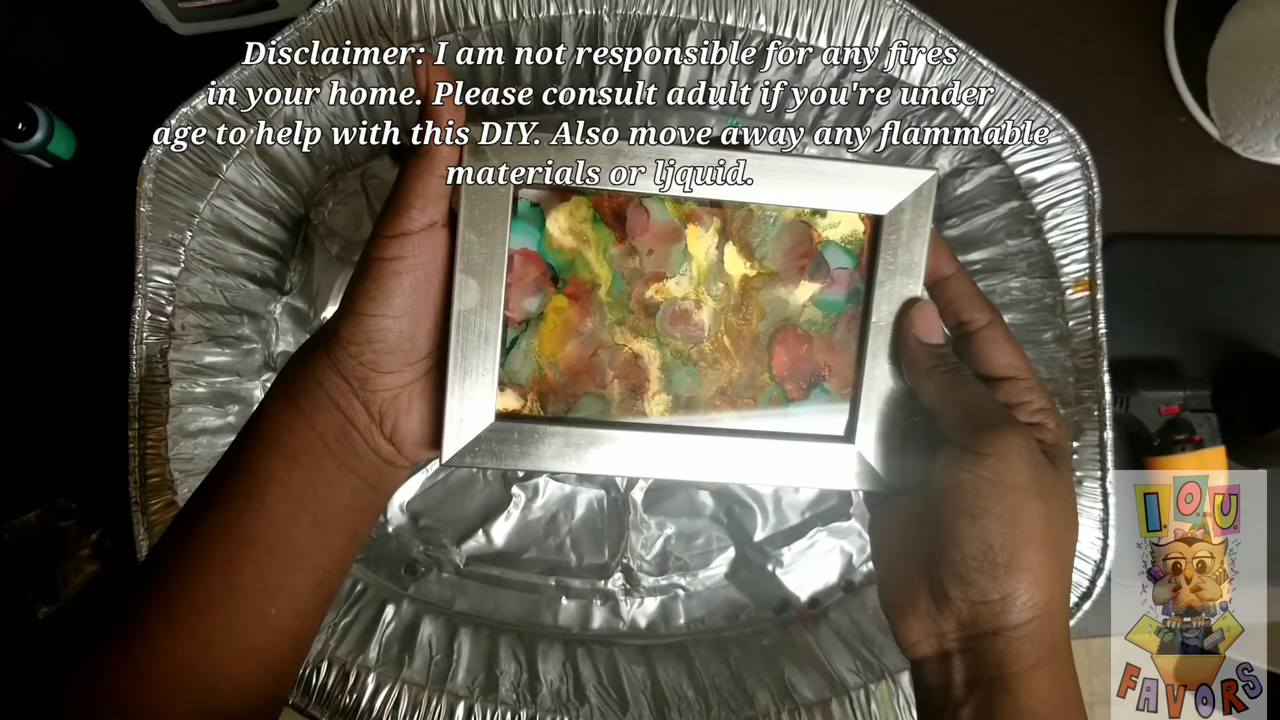 Disclaimer: I am not responsible for any fires
in your home. Please consult adult if you're under
age to help with this DIY. Also move away any flammable
materials or ljquid.
I.O.U.
FAVORS